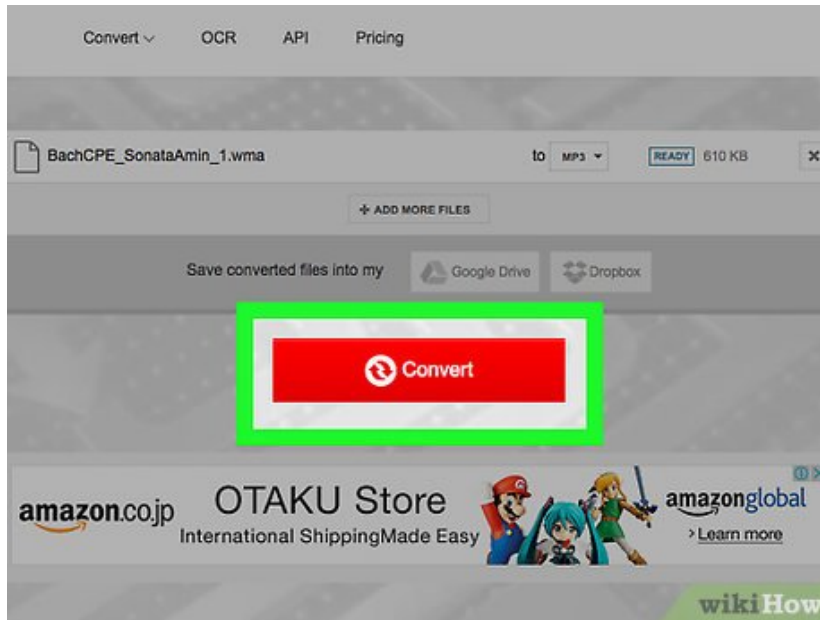 Convert OCR API Pricing
BachCPE_SonataAmin_1.wma to MP3 READY 610 KB
+ ADD MORE FILES
Save converted files into my Google Drive Dropbox
Convert
amazon.co.jp OTAKU Store amazonglobal
International ShippingMade Easy > Learn more
wikiHow